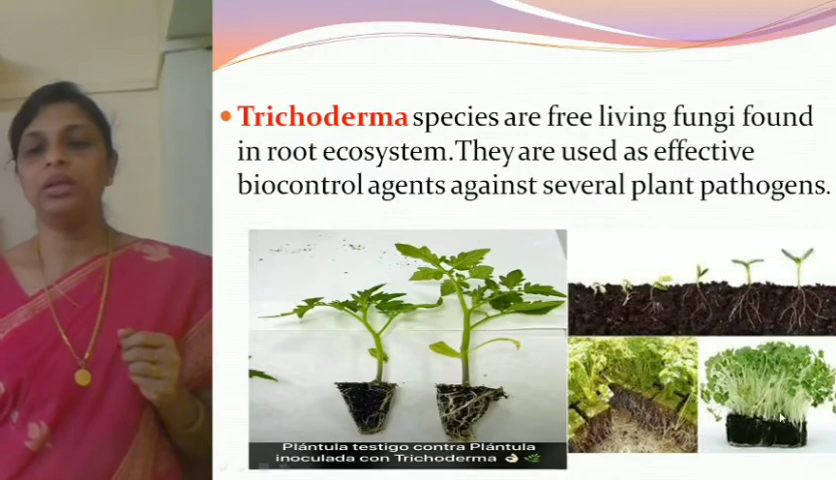 Trichoderma species are free living fungi found
in root ecosystem. They are used as effective
biocontrol agents against several plant pathogens.
Plántula testigo contra Plántula
inoculada con Trichoderma 👌🏻 🌿